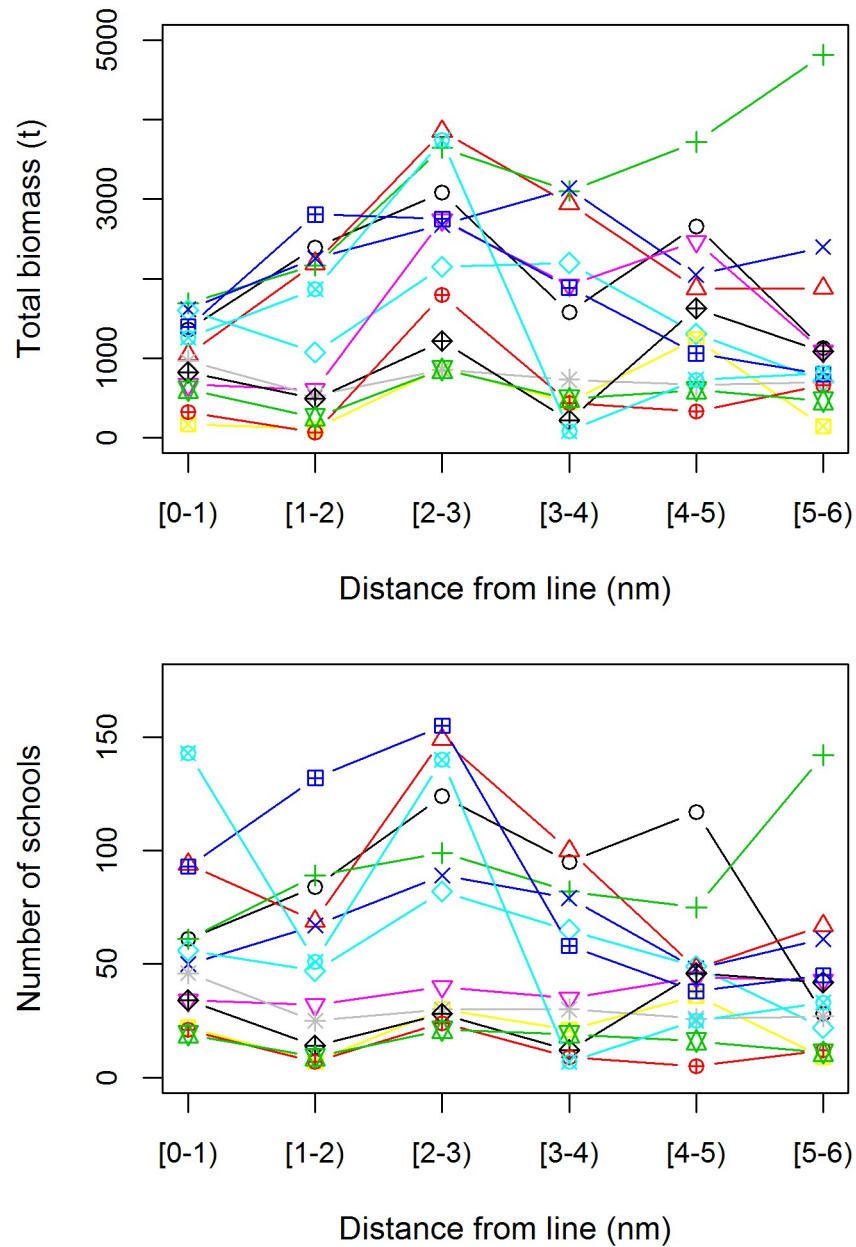 Total biomass (t)
5000
3000
1000
0
[0-1) [1-2) [2-3) [3-4) [4-5) [5-6)
Distance from line (nm)
Number of schools
150
100
50
0
[0-1) [1-2) [2-3) [3-4) [4-5) [5-6)
Distance from line (nm)